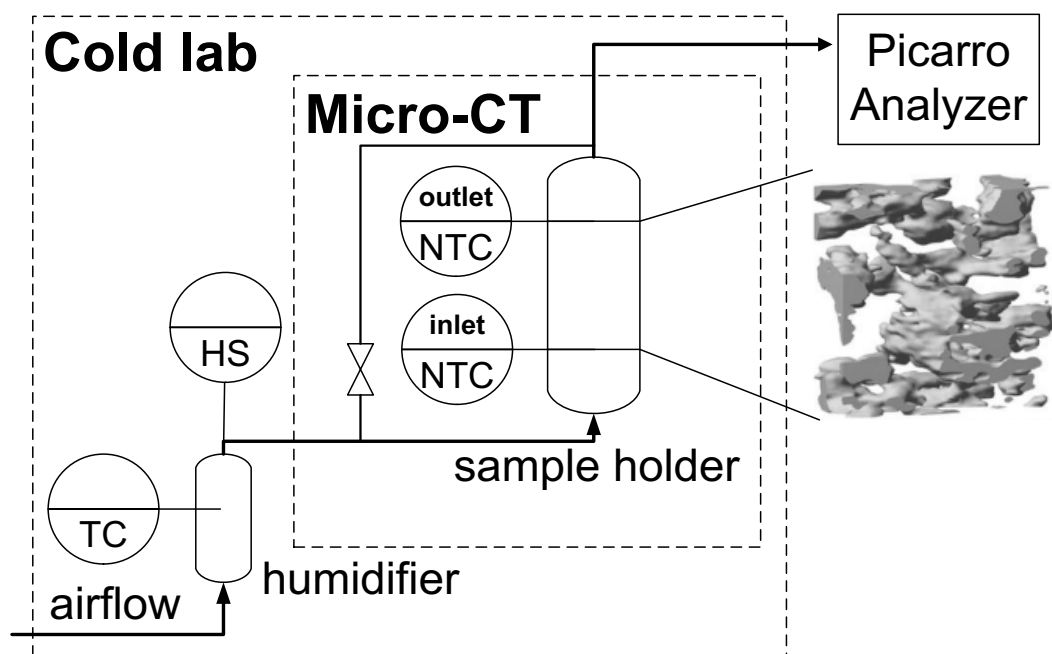 Cold lab
Picarro
Analyzer
Micro-CT
outlet
NTC
inlet
NTC
HS
sample holder
TC
humidifier
airflow